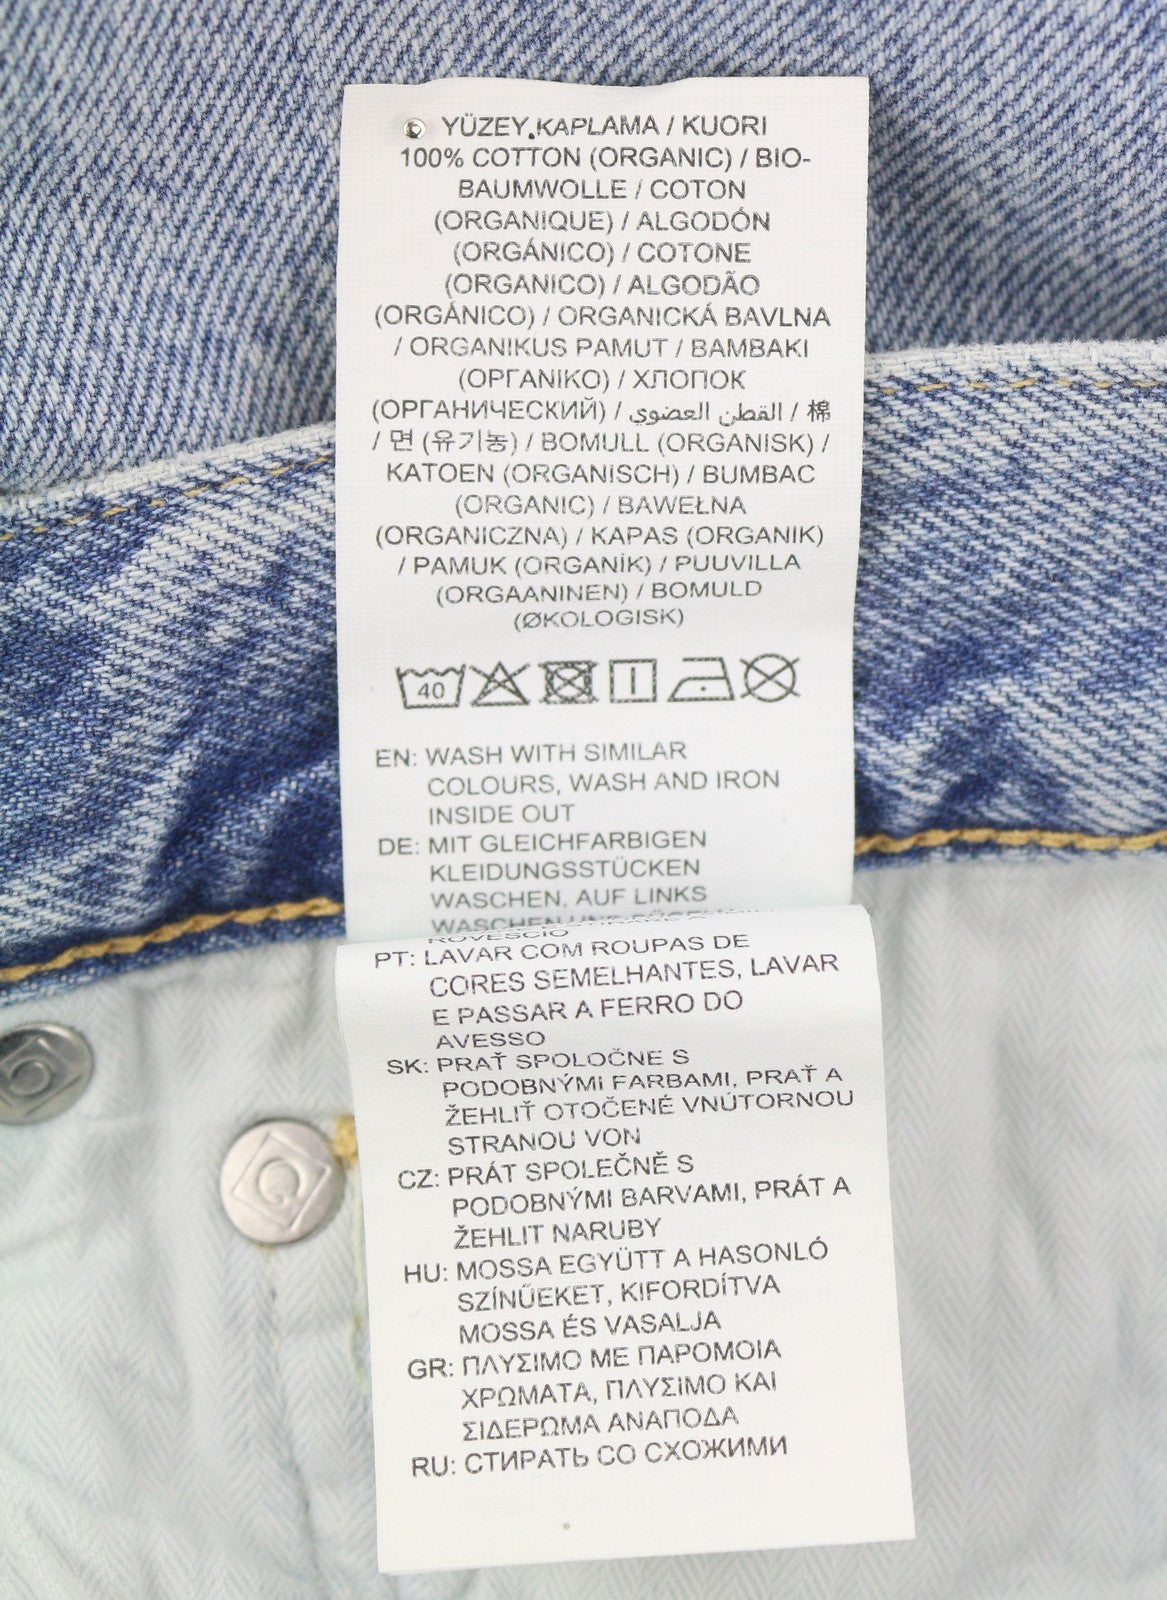 YÜZEY KAPLAMA / KUORI
100% COTTON (ORGANIC) / BIO-
BAUMWOLLE / COTON
(ORGANIQUE) / ALGODÓN
(ORGÁNICO) / COTONE
(ORGANICO) / ALGODÃO
(ORGÁNICO) / ORGANICKÁ BAVLNA
/ ORGANIKUS PAMUT / BAMBAKI
(ΟΡΓΑΝΙΚΟ) / ХЛОПОК
(ОРГАНИЧЕСКИЙ) / القطن العضوي / 棉
/ 면 (유기농) / BOMULL (ORGANISK) /
KATOEN (ORGANISCH) / BUMBAC
(ORGANIC) / BAWEŁNA
(ORGANICZNA) / KAPAS (ORGANIK)
/ PAMUK (ORGANİK) / PUUVILLA
(ORGAANINEN) / BOMULD
(ØKOLOGISK)
40
EN: WASH WITH SIMILAR
COLOURS, WASH AND IRON
INSIDE OUT
DE: MIT GLEICHFARBIGEN
KLEIDUNGSSTÜCKEN
WASCHEN, AUF LINKS
WASCHEN UND
ROVESCIO
PT: LAVAR COM ROUPAS DE
CORES SEMELHANTES, LAVAR
E PASSAR A FERRO DO
AVESSO
SK: PRAŤ SPOLOČNE S
PODOBNÝMI FARBAMI, PRAŤ A
ŽEHLIŤ OTOČENÉ VNÚTORNOU
STRANOU VON
CZ: PRÁT SPOLEČNĚ S
PODOBNÝMI BARVAMI, PRÁT A
ŽEHLIT NARUBY
HU: MOSSA EGYÜTT A HASONLÓ
SZÍNŰEKET, KIFORDÍTVA
MOSSA ÉS VASALJA
GR: ΠΛΥΣΙΜΟ ΜΕ ΠΑΡΟΜΟΙΑ
ΧΡΩΜΑΤΑ, ΠΛΥΣΙΜΟ ΚΑΙ
ΣΙΔΕΡΩΜΑ ΑΝΑΠΟΔΑ
RU: СТИРАТЬ СО СХОЖИМИ